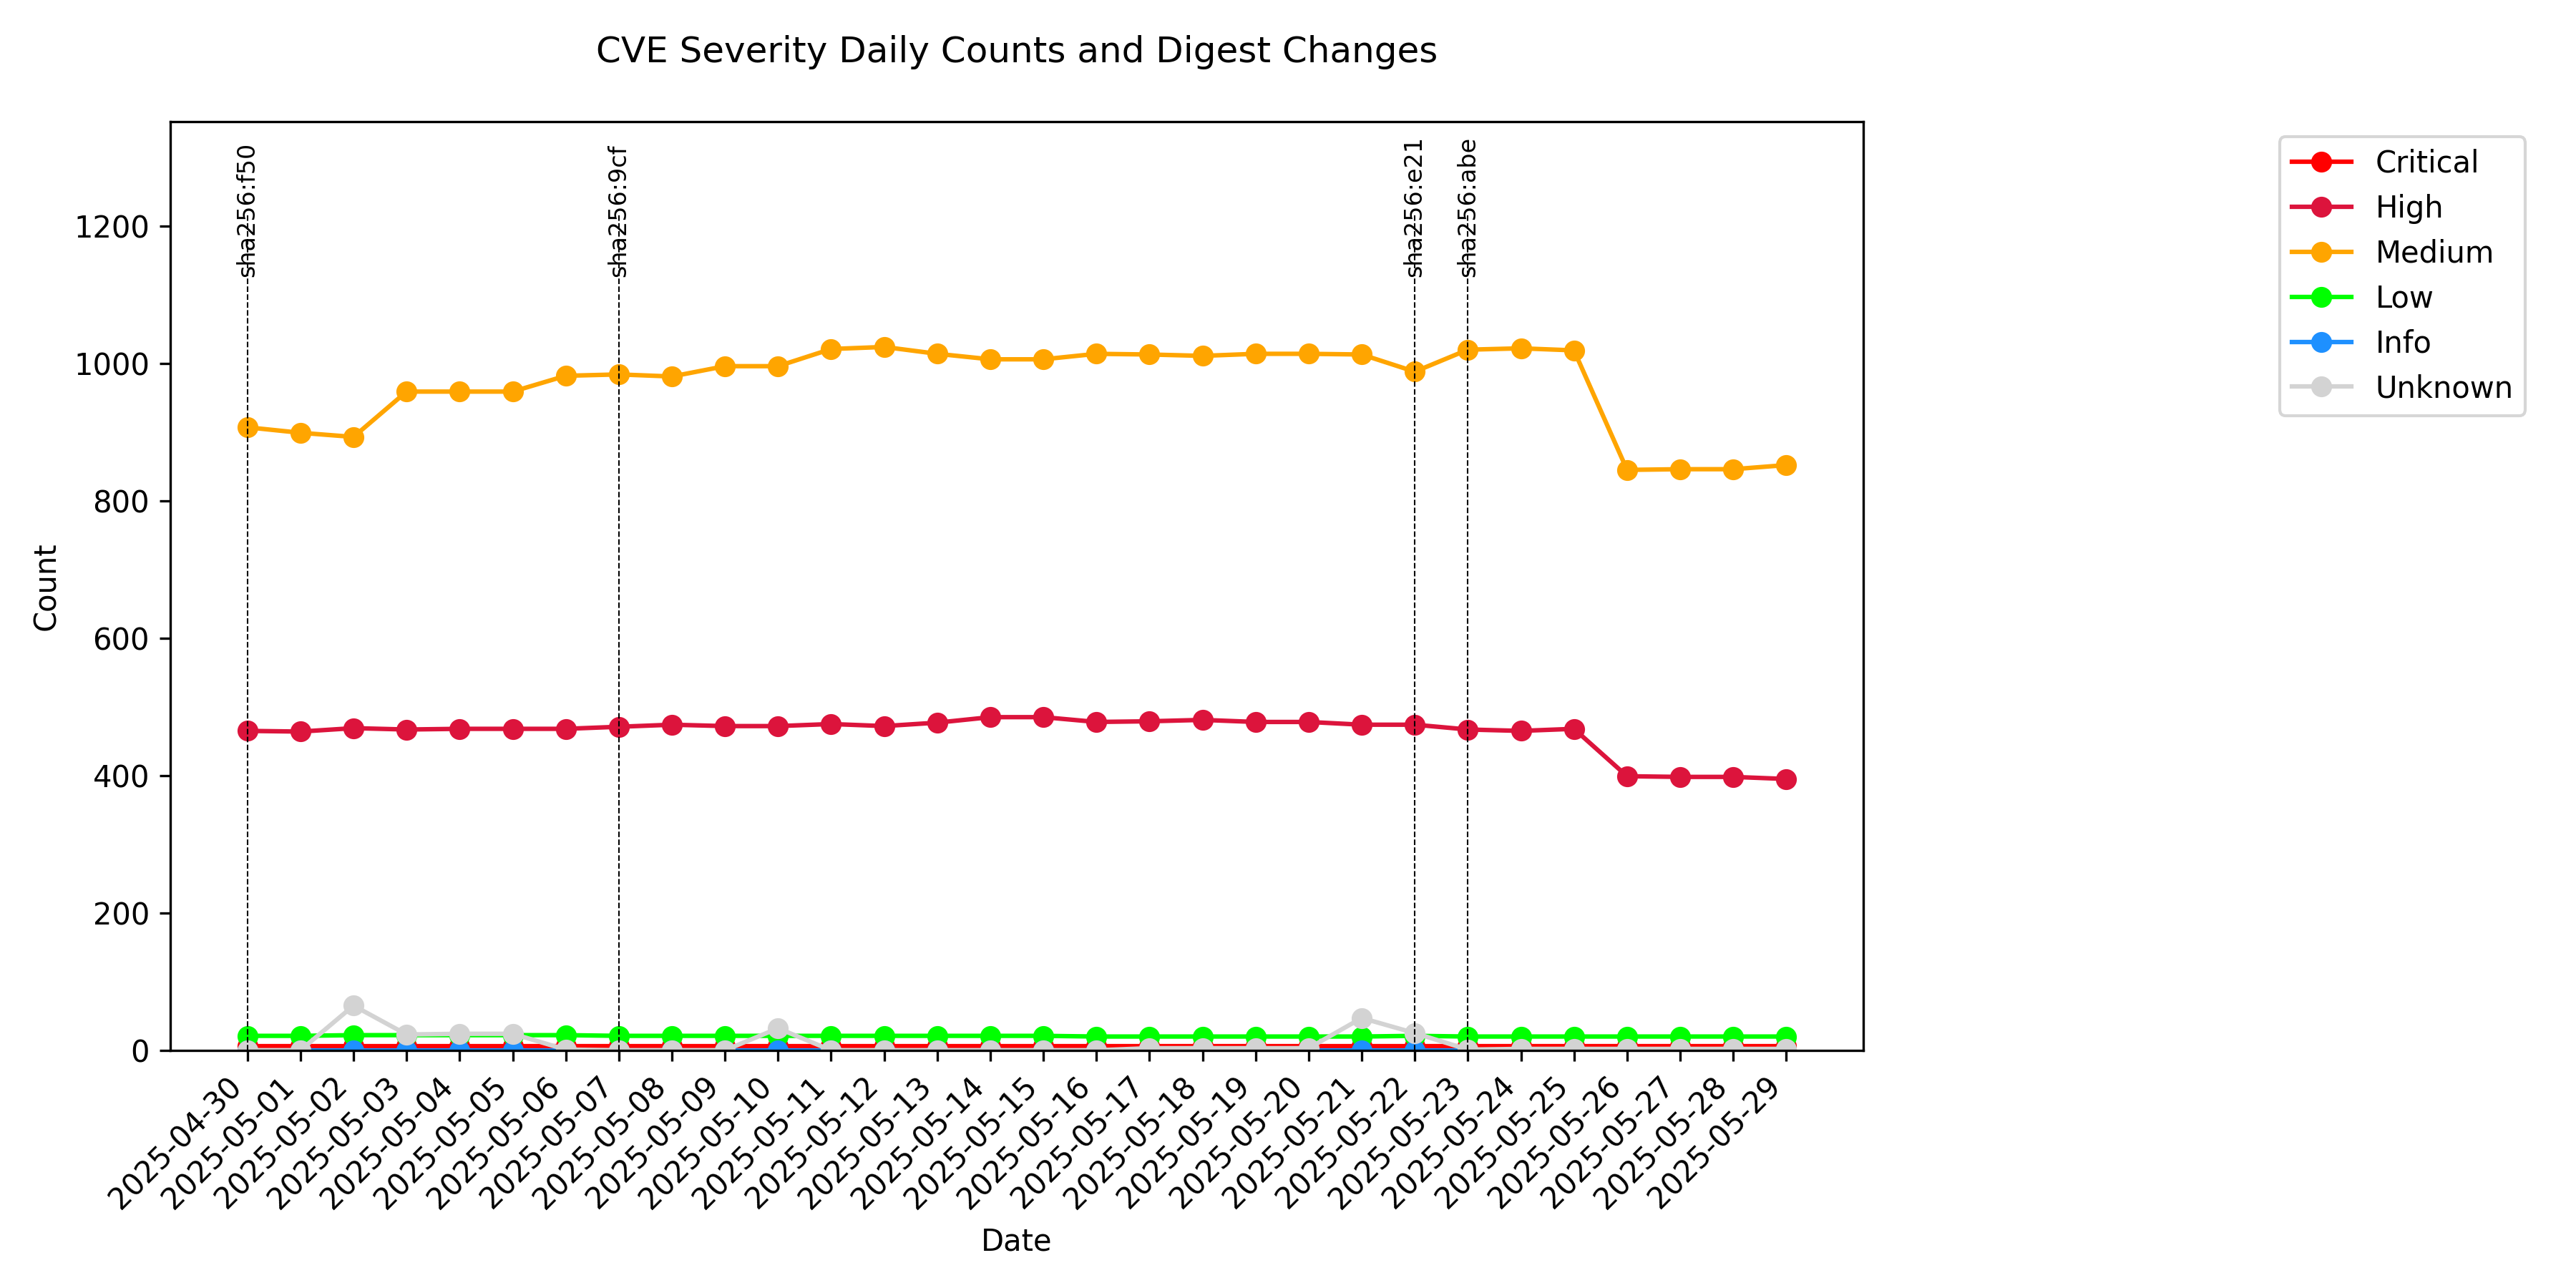 CVE Severity Daily Counts and Digest Changes
sha256:f50
sha256:9cf
sha256:e21
sha256:abe
Critical
High
Medium
Low
Info
Unknown
Count
1200
1000
800
600
400
200
0
2025-04-30
2025-05-01
2025-05-02
2025-05-03
2025-05-04
2025-05-05
2025-05-06
2025-05-07
2025-05-08
2025-05-09
2025-05-10
2025-05-11
2025-05-12
2025-05-13
2025-05-14
2025-05-15
2025-05-16
2025-05-17
2025-05-18
2025-05-19
2025-05-20
2025-05-21
2025-05-22
2025-05-23
2025-05-24
2025-05-25
2025-05-26
2025-05-27
2025-05-28
2025-05-29
Date